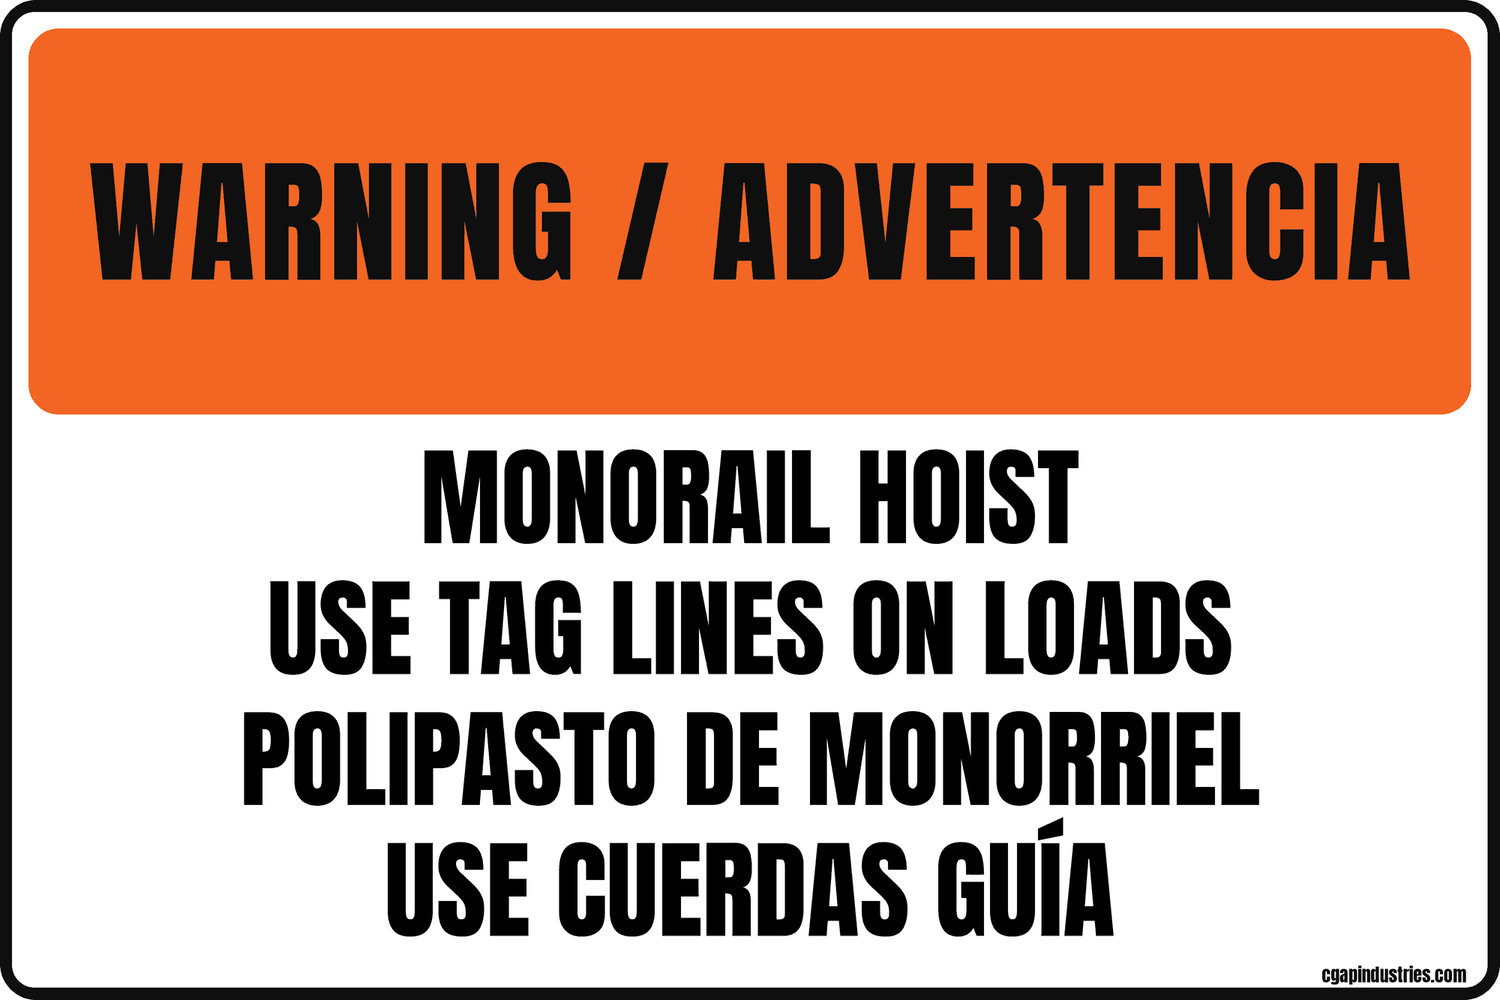 WARNING / ADVERTENCIA
MONORAIL HOIST
USE TAG LINES ON LOADS
POLIPASTO DE MONORRIEL
USE CUERDAS GUÍA
cgapindustries.com